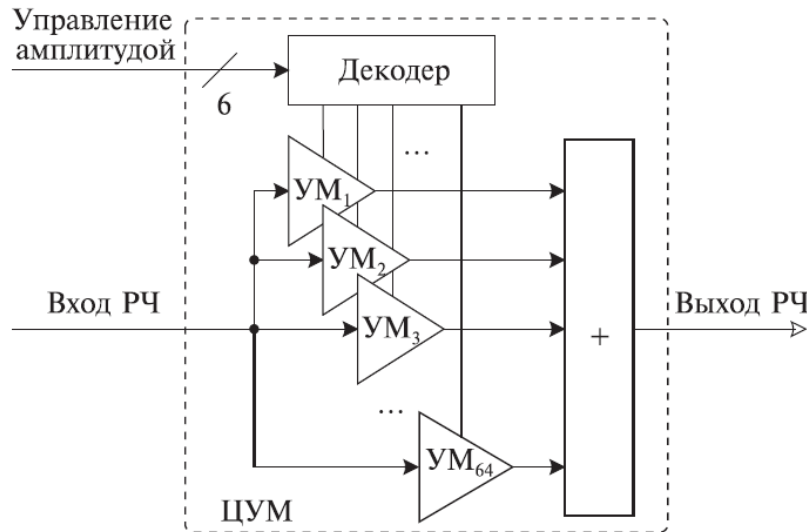 Управление
амплитудой
6
Декодер
...
УМ1
УМ2
Вход РЧ
УМ3
+
Выход РЧ
...
УМ64
ЦУМ